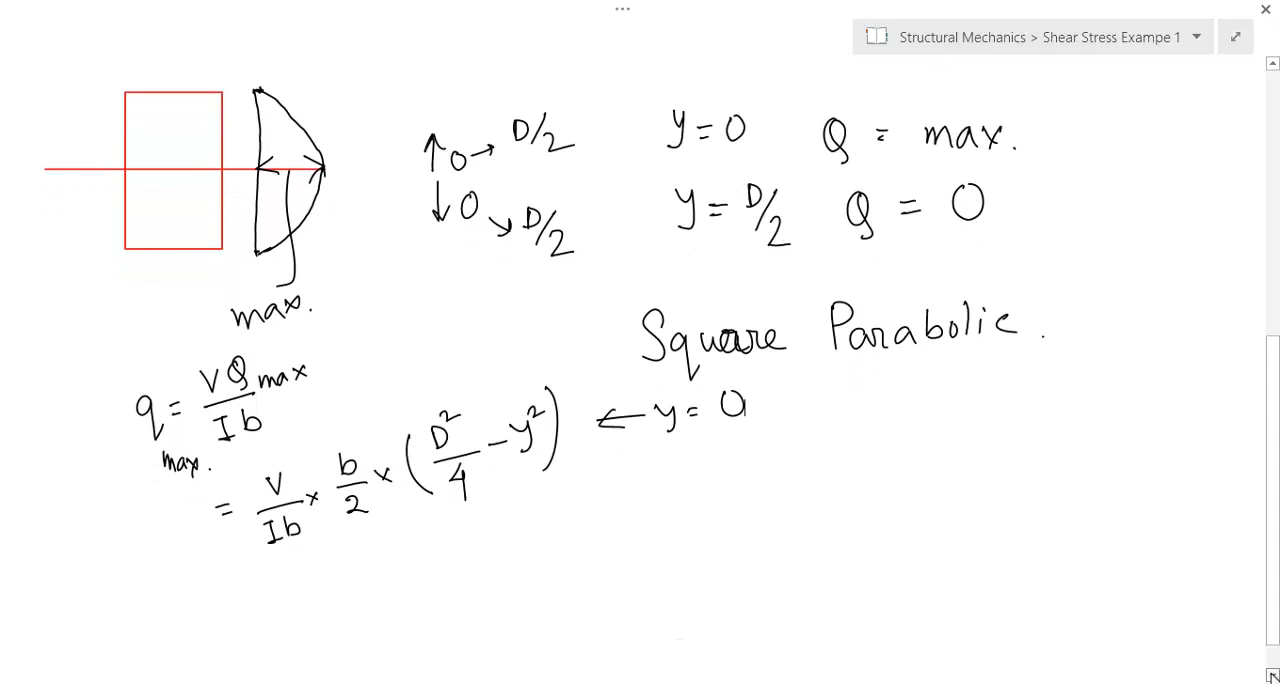 Structural Mechanics > Shear Stress Exampe 1
↑ 0 → D/2
↓ 0 ↘ D/2
y = 0 Q = max.
y = D/2 Q = 0
max.
Square Parabolic.
q max. = VQmax / Ib
= V/Ib × b/2 × (D²/4 − y²) ← y = 0